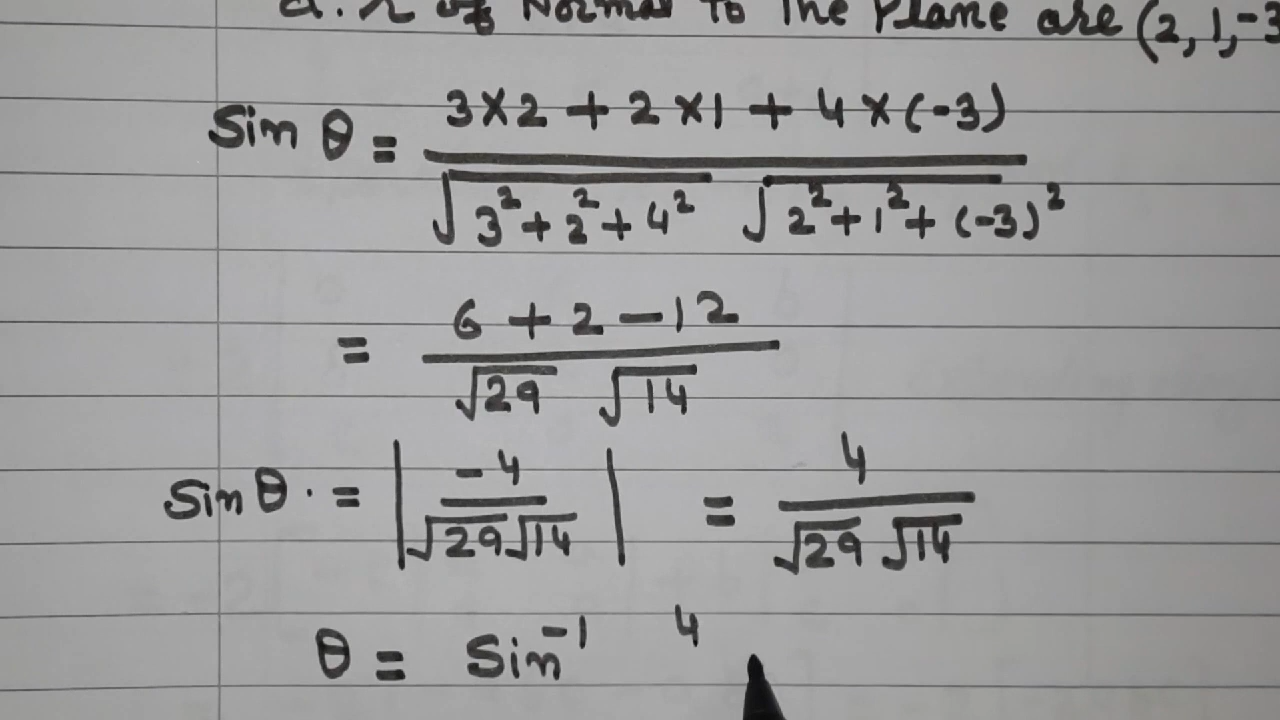 d.r of Normal To The Plane are (2, 1, -3
Sin θ = 3×2 + 2×1 + 4×(-3) / √3²+2²+4² √2²+1²+(-3)²
= 6 + 2 - 12 / √29 √14
Sin θ. = | -4 / √29 √14 | = 4 / √29 √14
θ = Sin⁻¹ 4